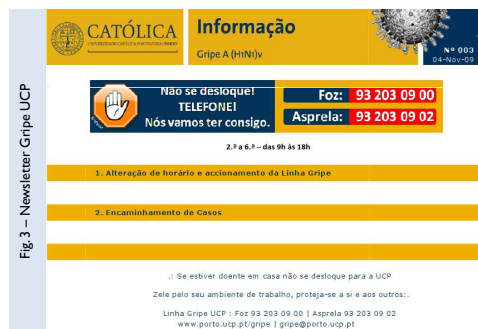 Fig.3 – Newsletter Gripe UCP
CATÓLICA
UNIVERSIDADE CATÓLICA PORTUGUESA | PORTO
Informação
Gripe A (H1N1)v
Nº 003
04-Nov-09
Não se desloque!
TELEFONE!
Nós vamos ter consigo.
Foz: 93 203 09 00
Asprela: 93 203 09 02
2.ª a 6.ª – das 9h às 18h
1. Alteração de horário e accionamento da Linha Gripe
2. Encaminhamento de Casos
.: Se estiver doente em casa não se desloque para a UCP
Zele pelo seu ambiente de trabalho, proteja-se a si e aos outros:.
Linha Gripe UCP : Foz 93 203 09 00 | Asprela 93 203 09 02
www.porto.ucp.pt/gripe | gripe@porto.ucp.pt